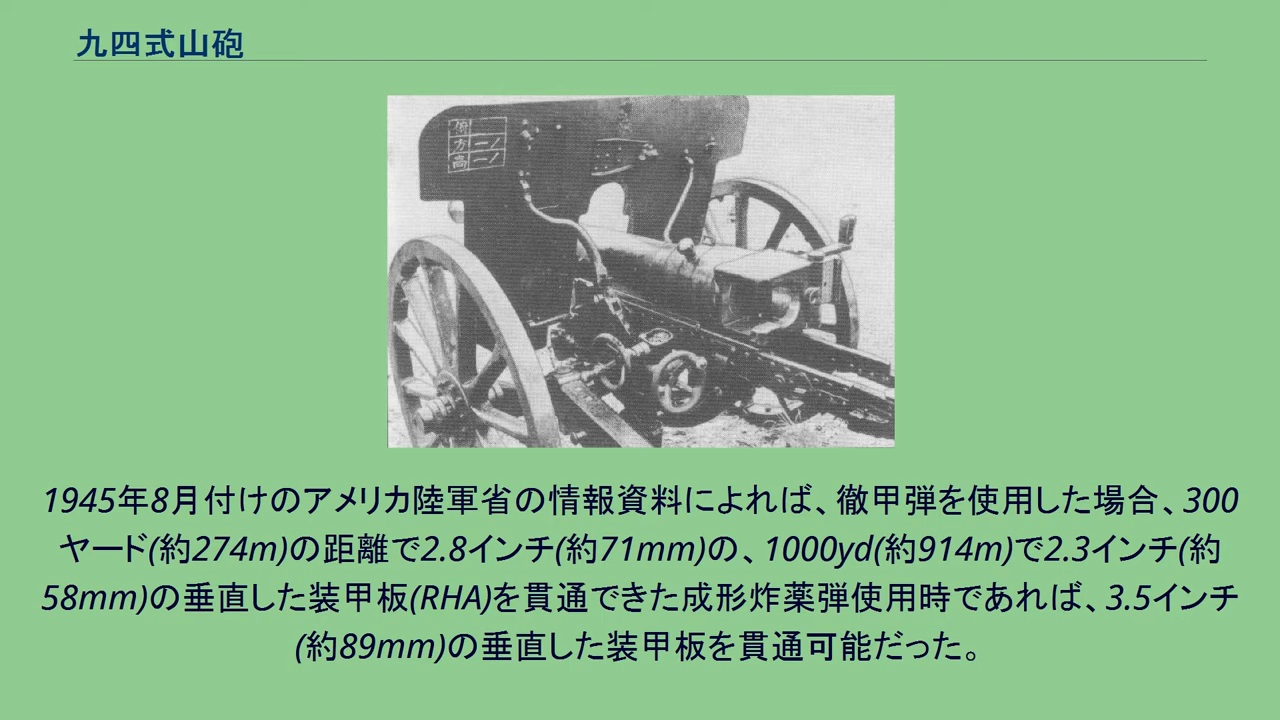 九四式山砲
俯
方 一/
高 一/
1945年8月付けのアメリカ陸軍省の情報資料によれば、徹甲弾を使用した場合、300
ヤード(約274m)の距離で2.8インチ(約71mm)の、1000yd(約914m)で2.3インチ(約
58mm)の垂直した装甲板(RHA)を貫通できた成形炸薬弾使用時であれば、3.5インチ
(約89mm)の垂直した装甲板を貫通可能だった。